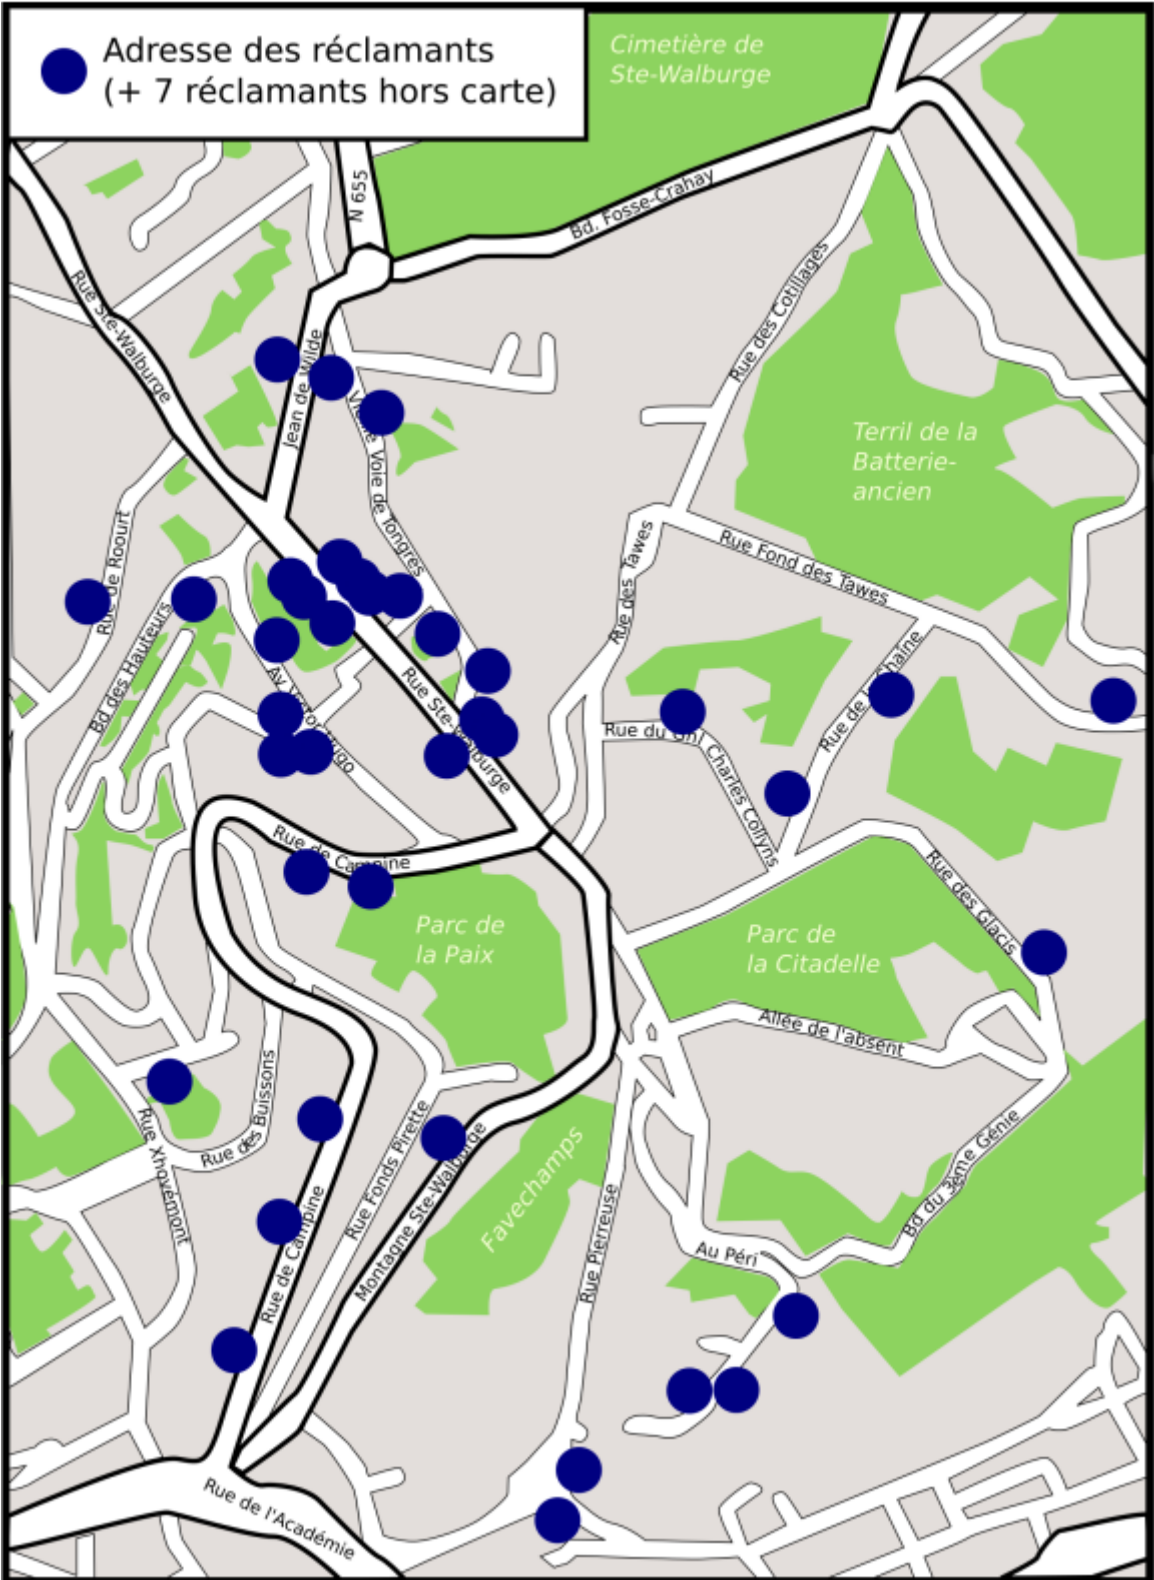 Adresse des réclamants
(+ 7 réclamants hors carte)
Cimetière de
Ste-Walburge
N 655
Bd. Fosse-Crahay
Rue Ste-Walburge
Rue des Cotillages
Jean de Wilde
Vieille Voie de Tongres
Terril de la
Batterie-
ancien
Rue de Roourt
Rue des Tawes
Rue Fond des Tawes
Bd des Hauteurs
Rue de la Chaîne
Av Victor Hugo
Rue Ste-Walburge
Rue du Gnl Charles Collyns
Rue de Campine
Rue des Glacis
Parc de
la Paix
Parc de
la Citadelle
Allée de l'absent
Rue des Buissons
Rue Xhovémont
Rue Fonds Pirette
Montagne Ste-Walburge
Favechamps
Bd du 3ème Génie
Rue de Campine
Rue Pierreuse
Au Péri
Rue de l'Académie